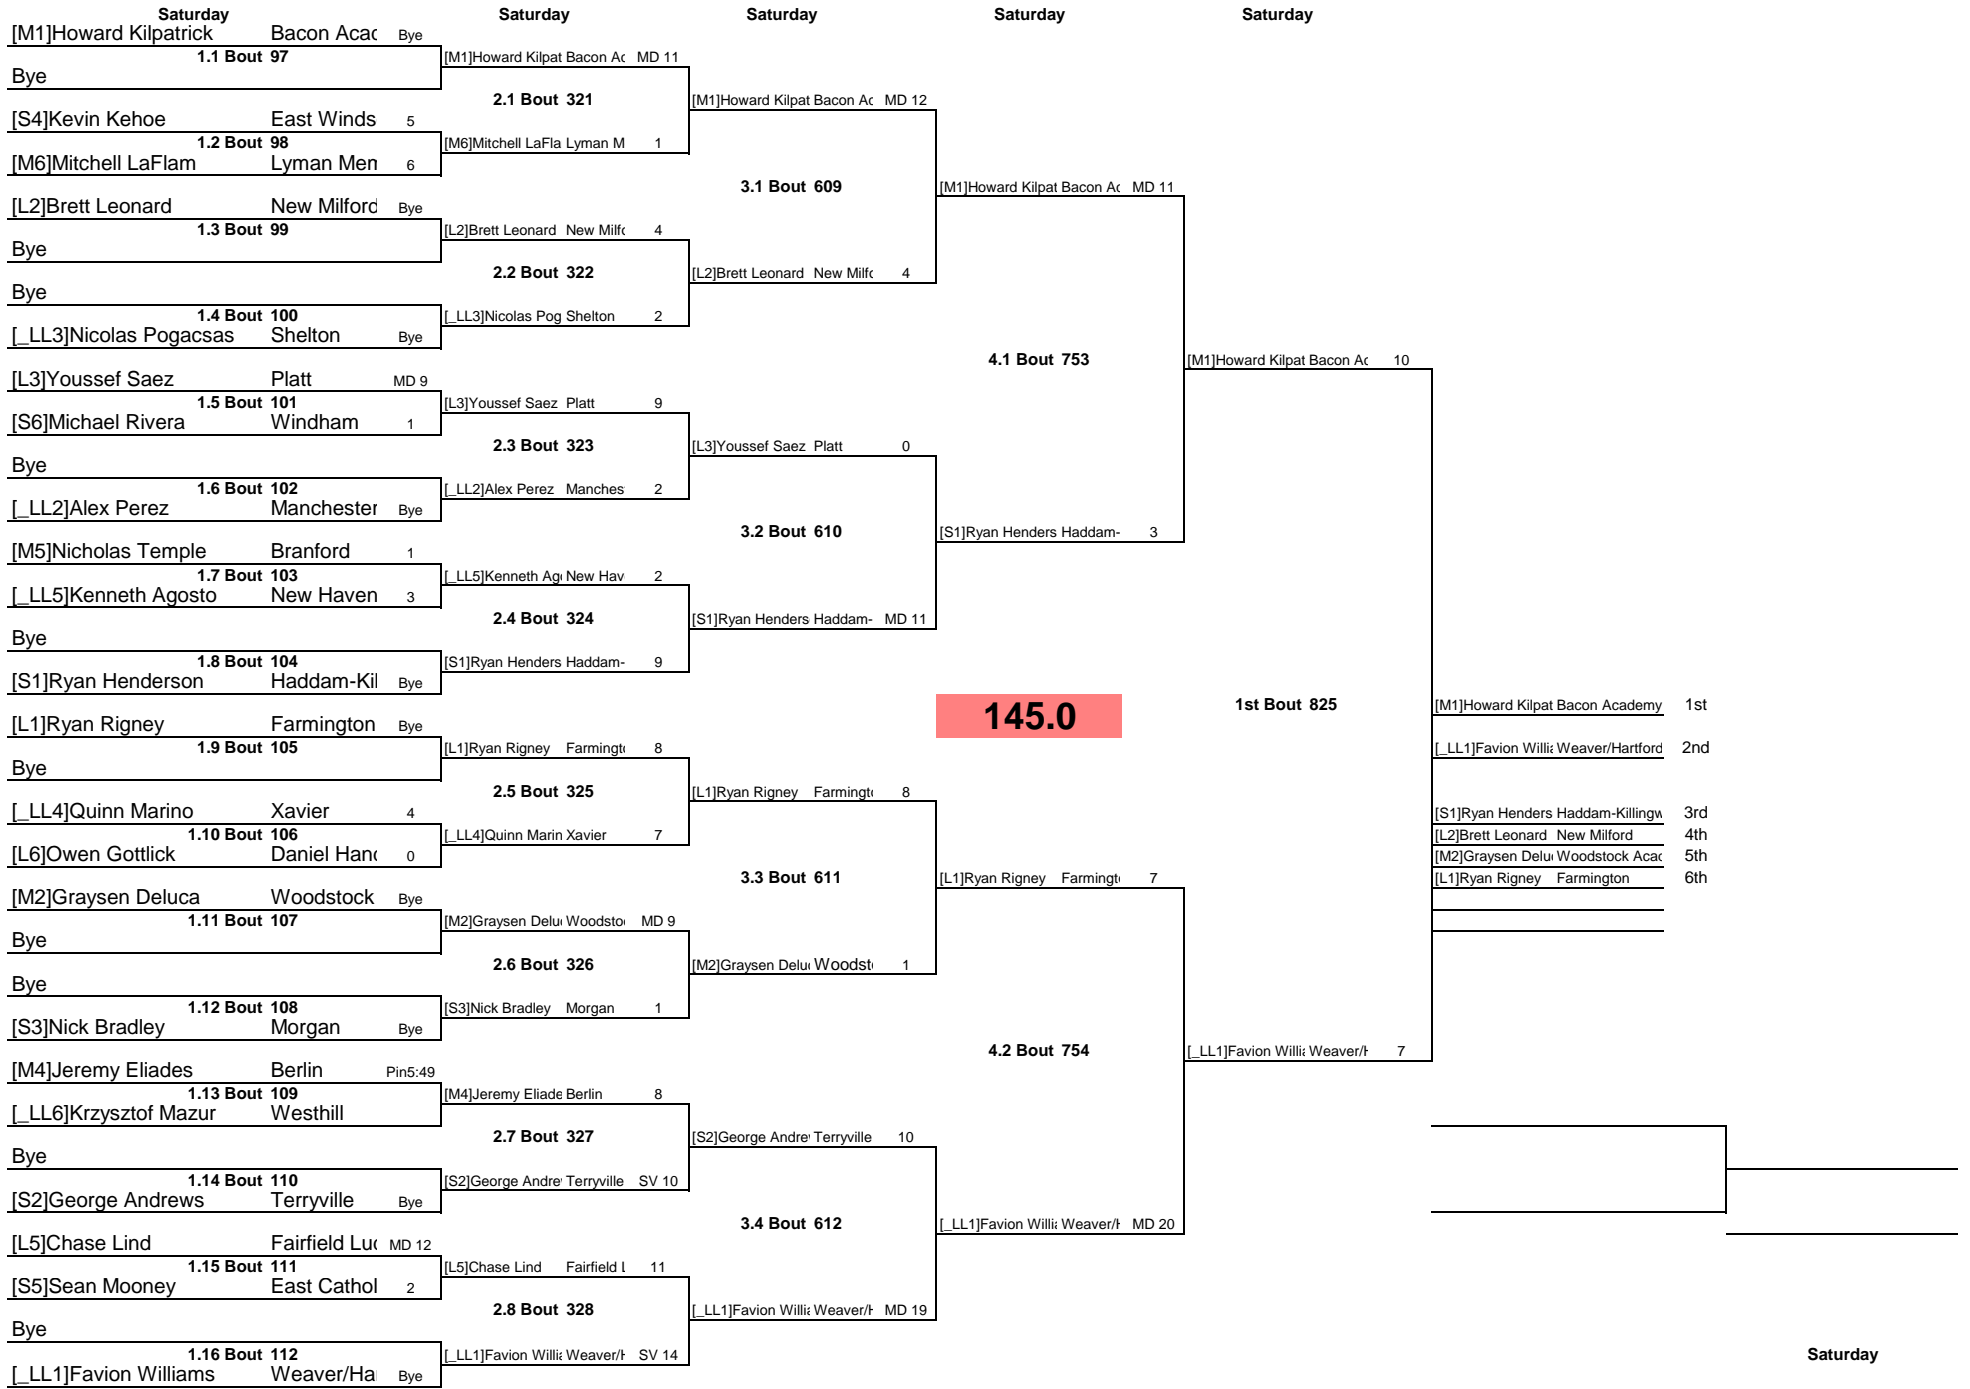 Saturday Saturday Saturday Saturday Saturday
[M1]Howard Kilpatrick Bacon Acac Bye
1.1 Bout 97
Bye
[S4]Kevin Kehoe East Winds 5
1.2 Bout 98
[M6]Mitchell LaFlam Lyman Mem 6
[L2]Brett Leonard New Milford Bye
1.3 Bout 99
Bye
Bye
1.4 Bout 100
[_LL3]Nicolas Pogacsas Shelton Bye
[L3]Youssef Saez Platt MD 9
1.5 Bout 101
[S6]Michael Rivera Windham 1
Bye
1.6 Bout 102
[_LL2]Alex Perez Manchester Bye
[M5]Nicholas Temple Branford 1
1.7 Bout 103
[_LL5]Kenneth Agosto New Haven 3
Bye
1.8 Bout 104
[S1]Ryan Henderson Haddam-Kil Bye
[L1]Ryan Rigney Farmington Bye
1.9 Bout 105
Bye
[_LL4]Quinn Marino Xavier 4
1.10 Bout 106
[L6]Owen Gottlick Daniel Hand 0
[M2]Graysen Deluca Woodstock Bye
1.11 Bout 107
Bye
Bye
1.12 Bout 108
[S3]Nick Bradley Morgan Bye
[M4]Jeremy Eliades Berlin Pin5:49
1.13 Bout 109
[_LL6]Krzysztof Mazur Westhill
Bye
1.14 Bout 110
[S2]George Andrews Terryville Bye
[L5]Chase Lind Fairfield Luc MD 12
1.15 Bout 111
[S5]Sean Mooney East Cathol 2
Bye
1.16 Bout 112
[_LL1]Favion Williams Weaver/Ha Bye
[M1]Howard Kilpat Bacon Ac MD 11
2.1 Bout 321
[M6]Mitchell LaFla Lyman M 1
[L2]Brett Leonard New Milfo 4
2.2 Bout 322
[_LL3]Nicolas Pog Shelton 2
[L3]Youssef Saez Platt 9
2.3 Bout 323
[_LL2]Alex Perez Manches 2
[_LL5]Kenneth Ag New Hav 2
2.4 Bout 324
[S1]Ryan Henders Haddam- 9
[L1]Ryan Rigney Farmingt 8
2.5 Bout 325
[_LL4]Quinn Marin Xavier 7
[M2]Graysen Delu Woodsto MD 9
2.6 Bout 326
[S3]Nick Bradley Morgan 1
[M4]Jeremy Eliade Berlin 8
2.7 Bout 327
[S2]George Andre Terryville SV 10
[L5]Chase Lind Fairfield L 11
2.8 Bout 328
[_LL1]Favion Willi Weaver/H SV 14
[M1]Howard Kilpat Bacon Ac MD 12
3.1 Bout 609
[L2]Brett Leonard New Milfo 4
[L3]Youssef Saez Platt 0
3.2 Bout 610
[S1]Ryan Henders Haddam- MD 11
[L1]Ryan Rigney Farmingt 8
3.3 Bout 611
[M2]Graysen Delu Woodst 1
[S2]George Andre Terryville 10
3.4 Bout 612
[_LL1]Favion Willi Weaver/H MD 19
[M1]Howard Kilpat Bacon Ac MD 11
4.1 Bout 753
[S1]Ryan Henders Haddam- 3
145.0
[L1]Ryan Rigney Farmingt 7
4.2 Bout 754
[_LL1]Favion Willi Weaver/H MD 20
[M1]Howard Kilpat Bacon Ac 10
1st Bout 825
[_LL1]Favion Willi Weaver/H 7
[M1]Howard Kilpat Bacon Academy 1st
[_LL1]Favion Willi Weaver/Hartford 2nd
[S1]Ryan Henders Haddam-Killingw 3rd
[L2]Brett Leonard New Milford 4th
[M2]Graysen Delu Woodstock Acac 5th
[L1]Ryan Rigney Farmington 6th
Saturday